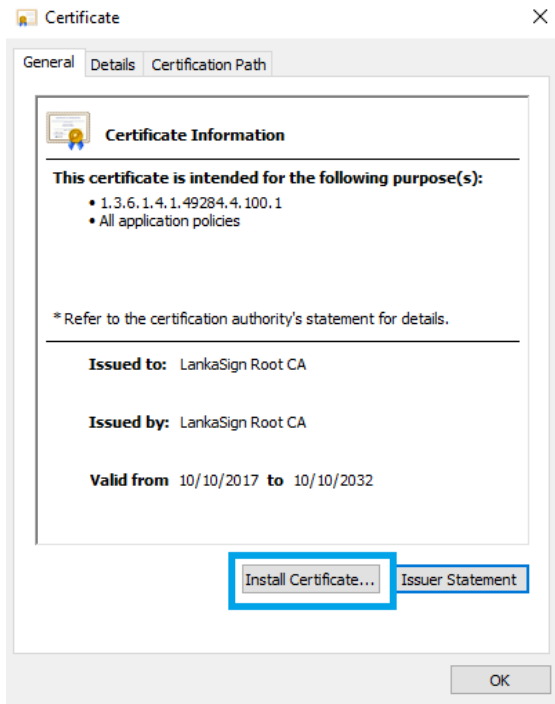 Certificate
General Details Certification Path
Certificate Information
This certificate is intended for the following purpose(s):
• 1.3.6.1.4.1.49284.4.100.1
• All application policies
* Refer to the certification authority's statement for details.
Issued to: LankaSign Root CA
Issued by: LankaSign Root CA
Valid from 10/10/2017 to 10/10/2032
Install Certificate... Issuer Statement
OK